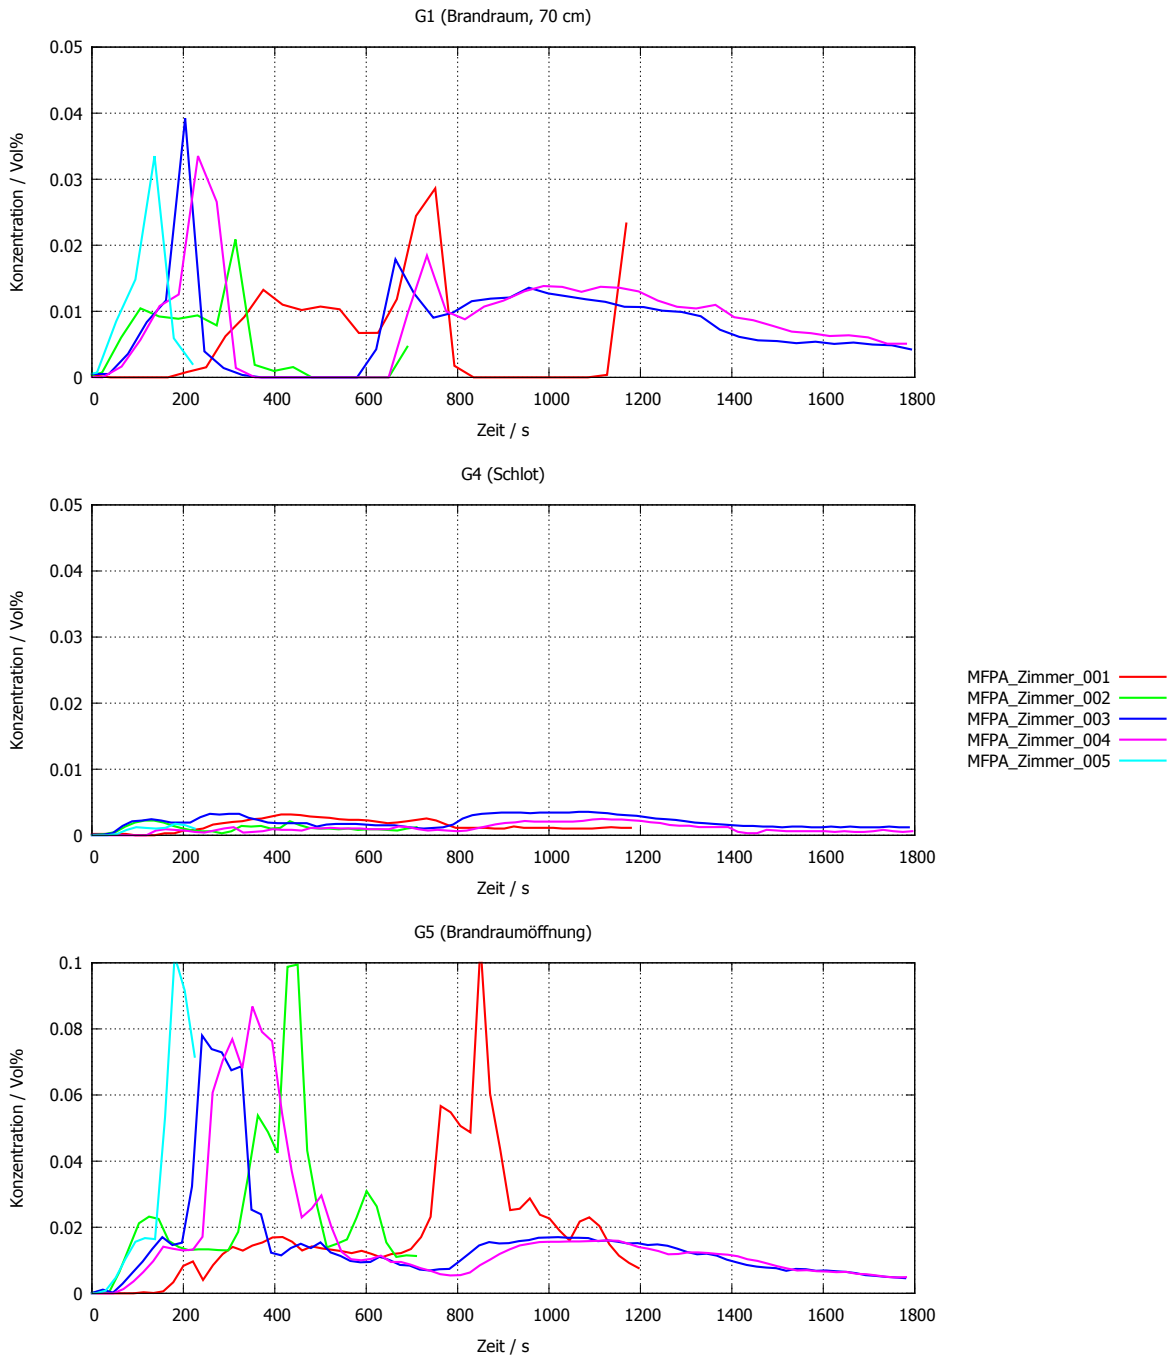 G1 (Brandraum, 70 cm)
0.05
0.04
0.03
0.02
0.01
0
Konzentration / Vol%
0 200 400 600 800 1000 1200 1400 1600 1800
Zeit / s
G4 (Schlot)
0.05
0.04
0.03
0.02
0.01
0
Konzentration / Vol%
0 200 400 600 800 1000 1200 1400 1600 1800
Zeit / s
MFPA_Zimmer_001
MFPA_Zimmer_002
MFPA_Zimmer_003
MFPA_Zimmer_004
MFPA_Zimmer_005
G5 (Brandraumöffnung)
0.1
0.08
0.06
0.04
0.02
0
Konzentration / Vol%
0 200 400 600 800 1000 1200 1400 1600 1800
Zeit / s